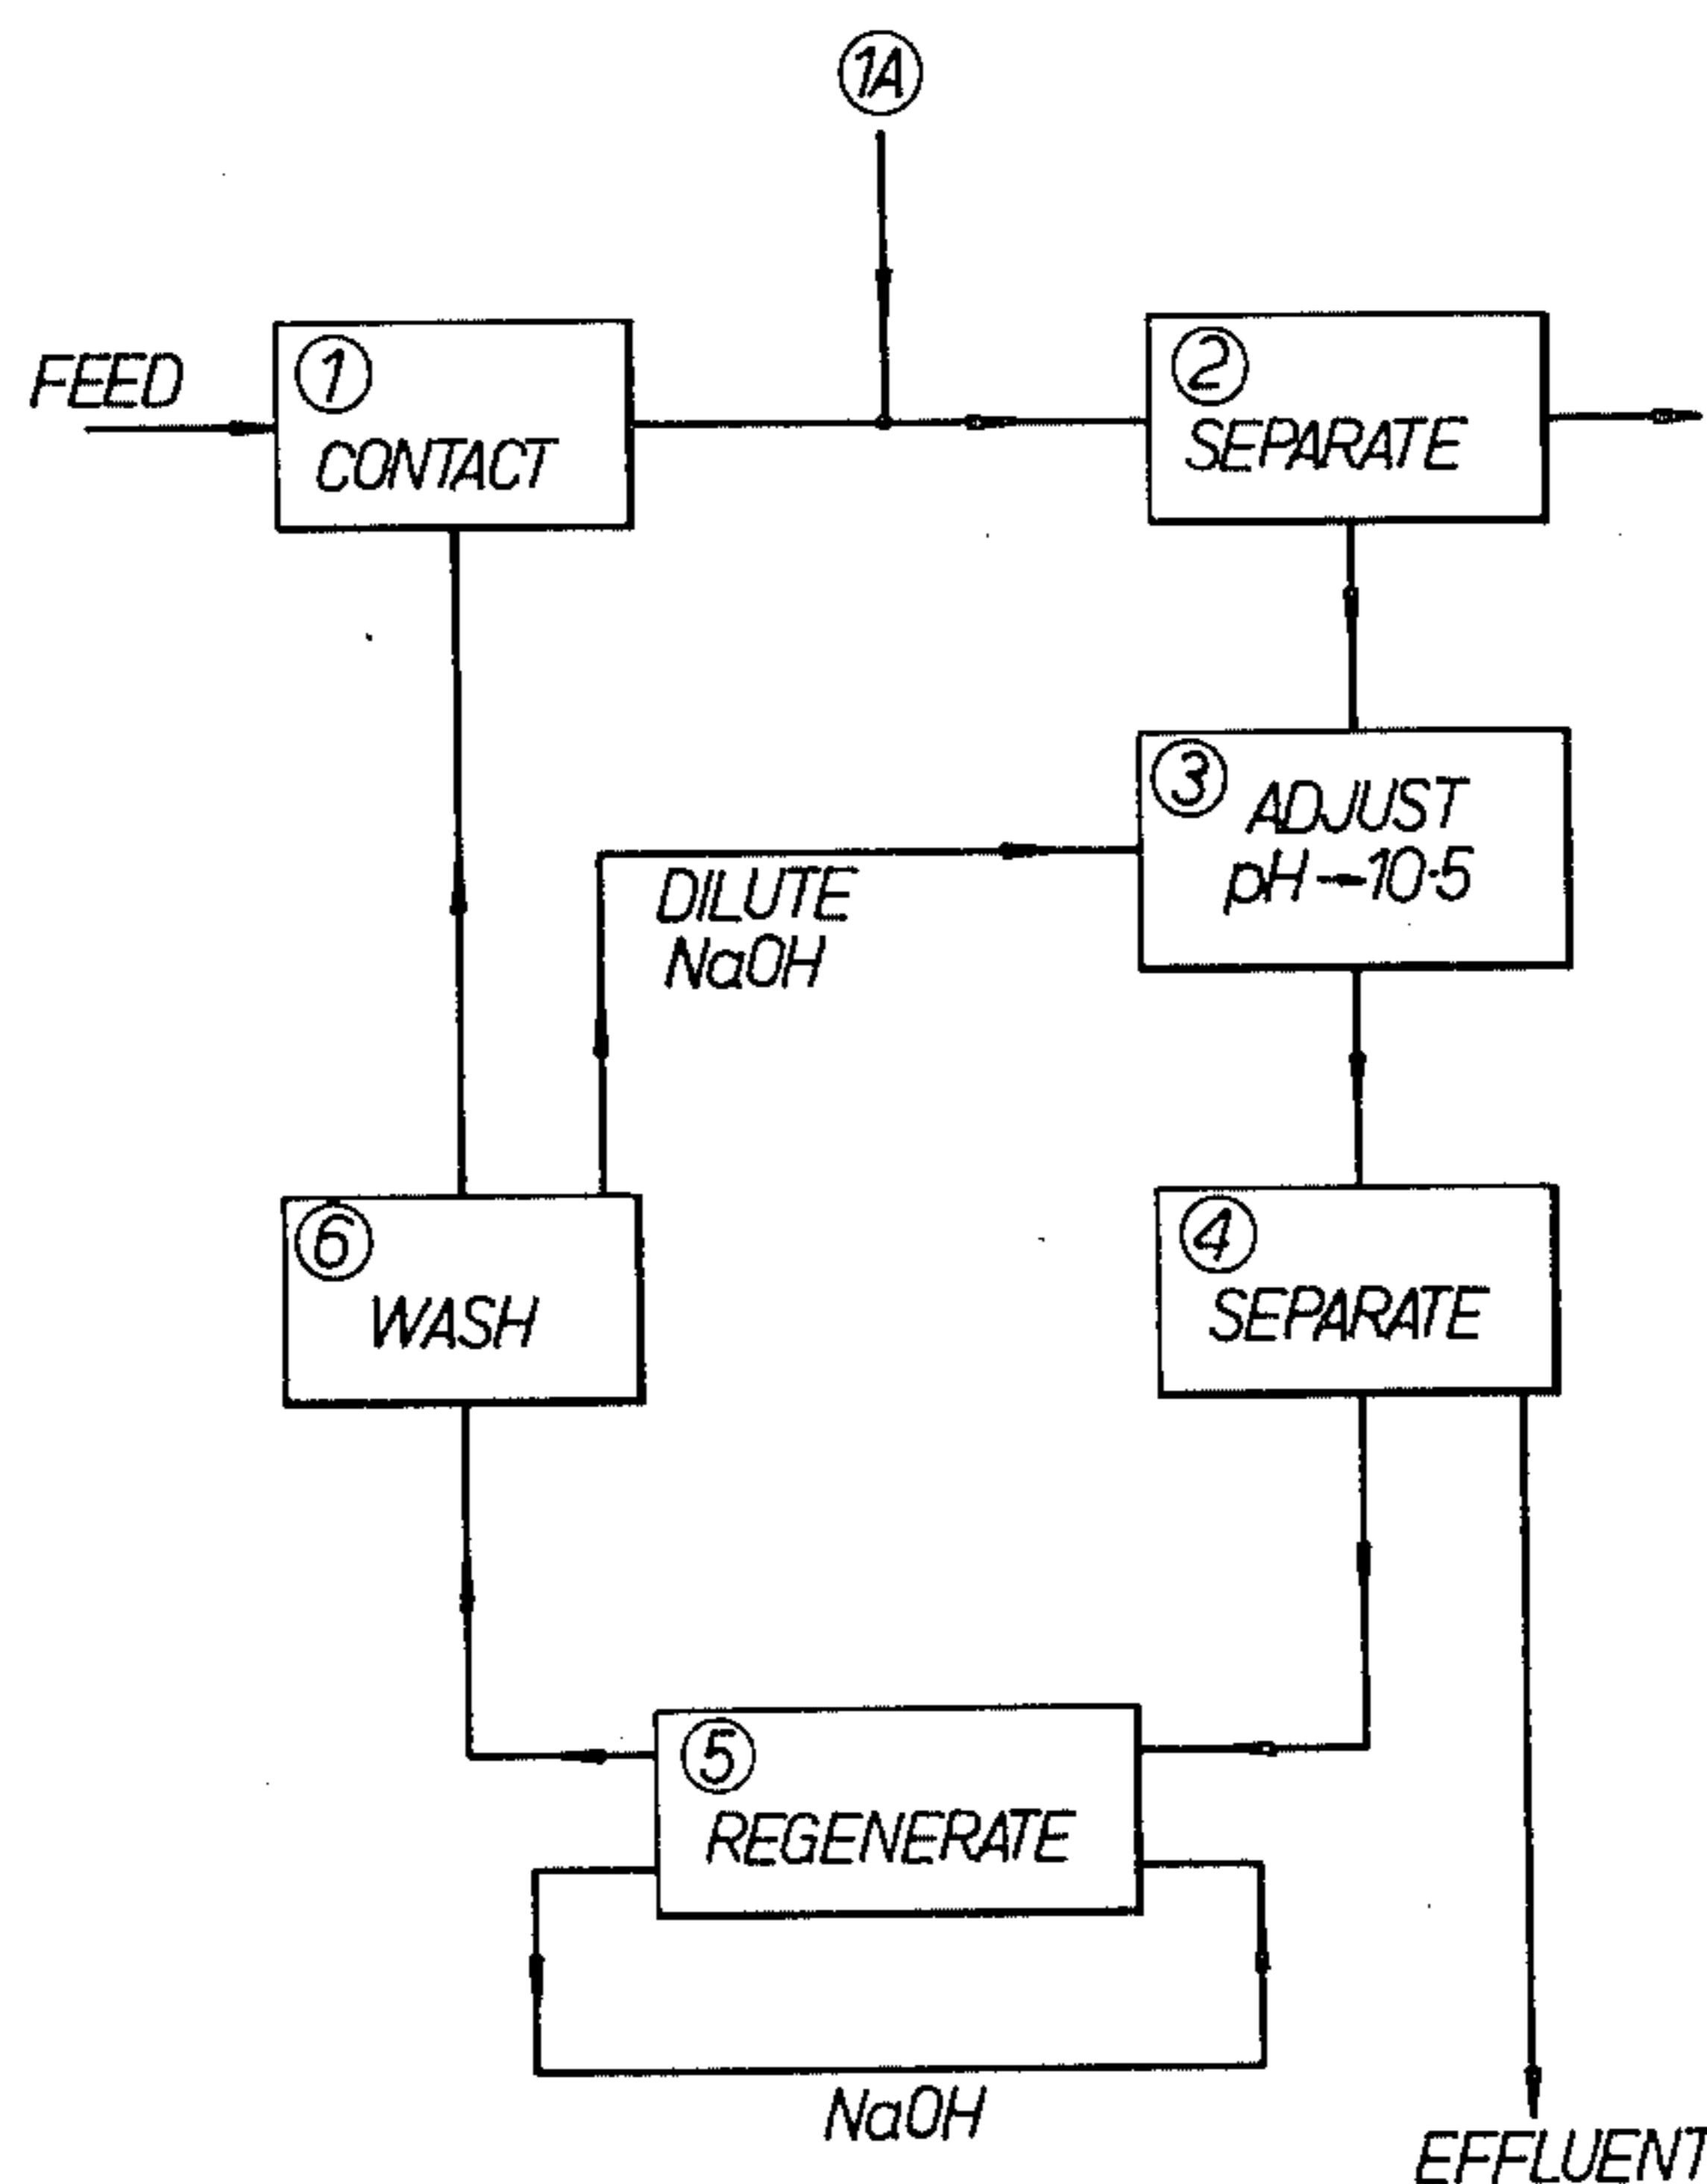 1A
FEED
1
CONTACT
2
SEPARATE
3
ADJUST
pH→10·5
DILUTE
NaOH
6
WASH
4
SEPARATE
5
REGENERATE
NaOH
EFFLUENT